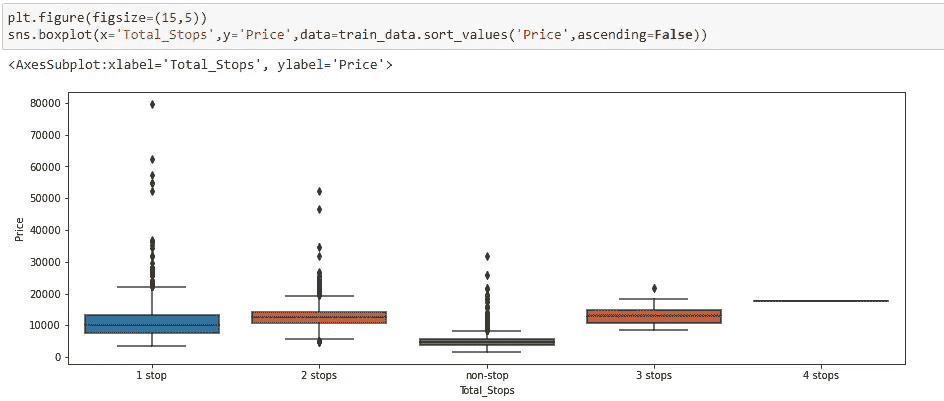 plt.figure(figsize=(15,5))
sns.boxplot(x='Total_Stops',y='Price',data=train_data.sort_values('Price',ascending=False))
<AxesSubplot:xlabel='Total_Stops', ylabel='Price'>
80000
70000
60000
50000
40000
30000
20000
10000
0
Price
1 stop
2 stops
non-stop
3 stops
4 stops
Total_Stops